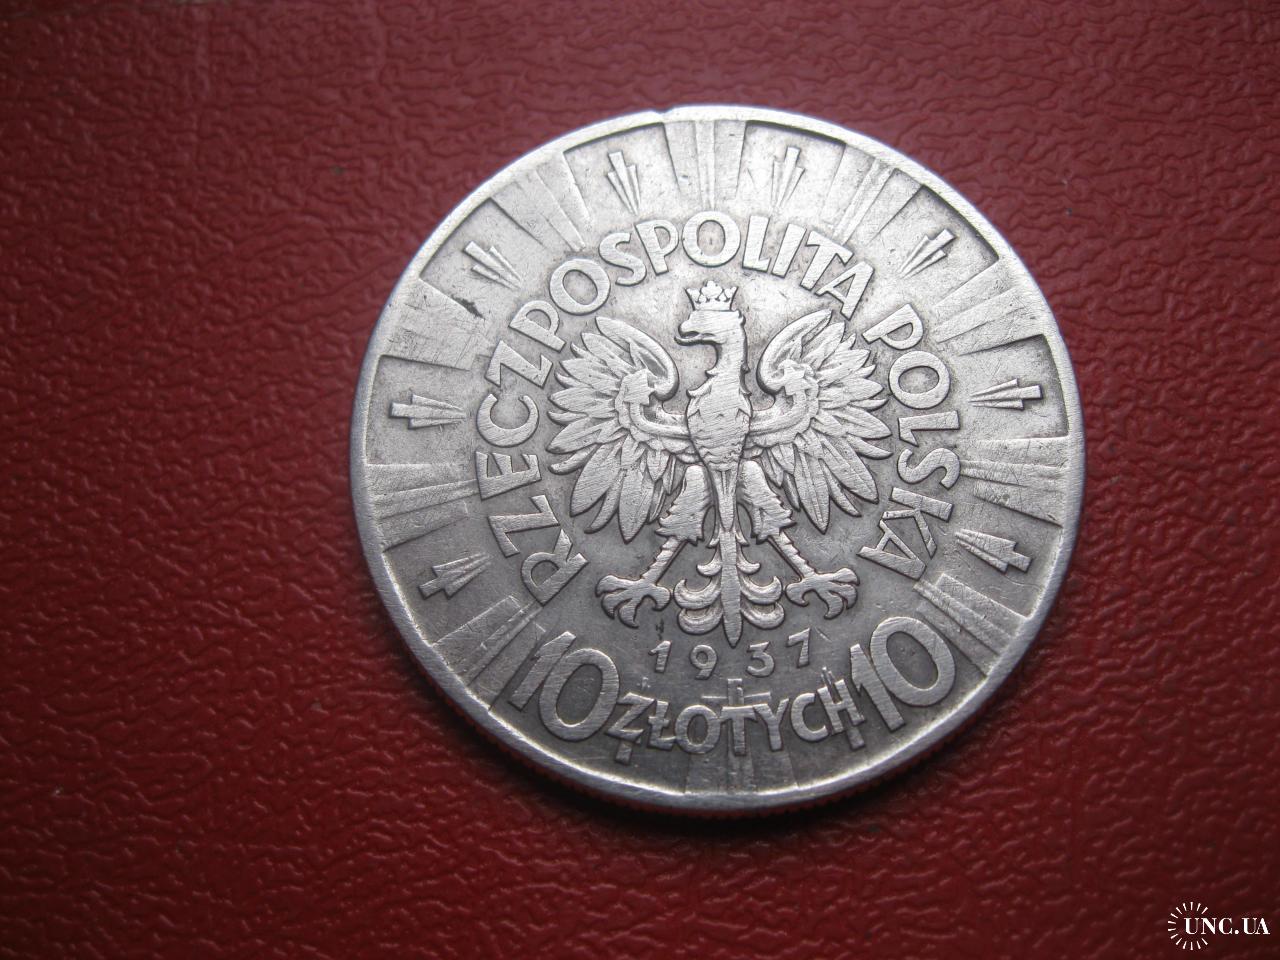 RZECZPOSPOLITA POLSKA
1937
10 ZŁOTYCH 10
UNC.UA